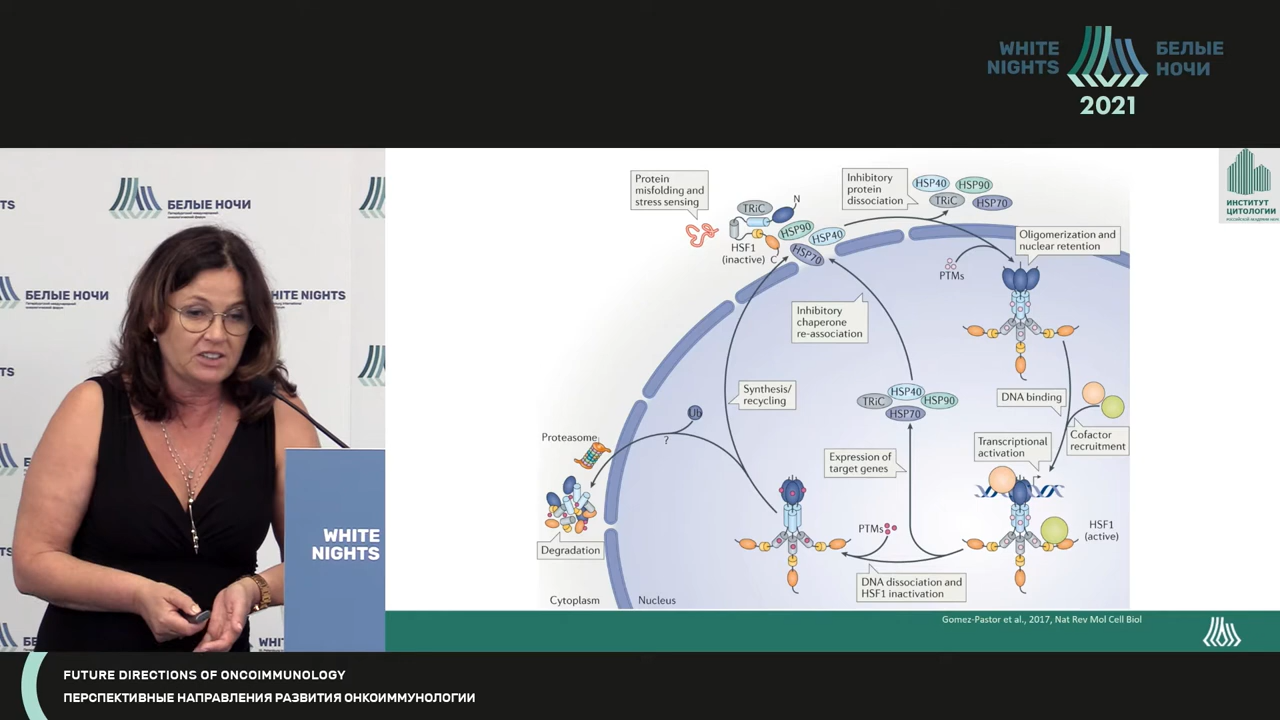 WHITE
NIGHTS
БЕЛЫЕ
НОЧИ
2021
БЕЛЫЕ НОЧИ
БЕЛЫЕ НОЧИ
WHITE NIGHTS
WHITE
NIGHTS
ИНСТИТУТ
ЦИТОЛОГИИ
Protein
misfolding and
stress sensing
TRiC
N
HSF1
(inactive)
C
HSP90
HSP40
HSP70
Inhibitory
protein
dissociation
HSP40
HSP90
TRiC
HSP70
Oligomerization and
nuclear retention
PTMs
Inhibitory
chaperone
re-association
Synthesis/
recycling
HSP40
TRiC
HSP90
HSP70
DNA binding
Cofactor
recruitment
Transcriptional
activation
Ub
?
Proteasome
Expression of
target genes
PTMs
HSF1
(active)
Degradation
DNA dissociation and
HSF1 inactivation
Cytoplasm
Nucleus
Gomez-Pastor et al., 2017, Nat Rev Mol Cell Biol
FUTURE DIRECTIONS OF ONCOIMMUNOLOGY
ПЕРСПЕКТИВНЫЕ НАПРАВЛЕНИЯ РАЗВИТИЯ ОНКОИММУНОЛОГИИ